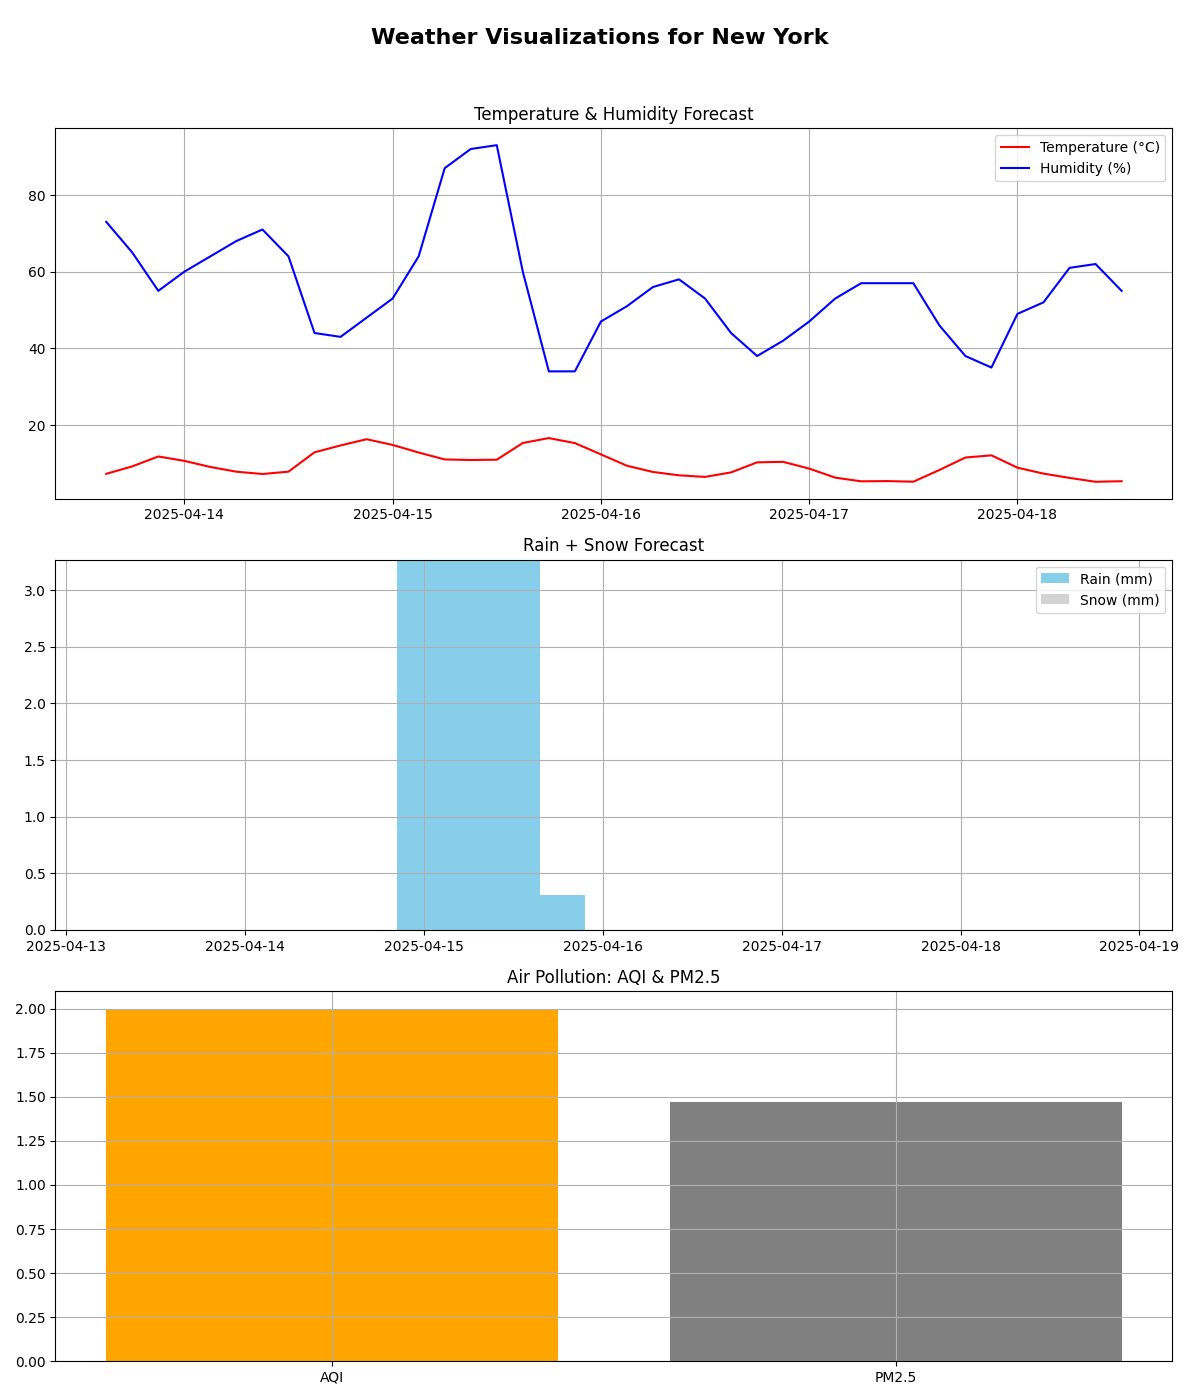 Weather Visualizations for New York
Temperature & Humidity Forecast
Temperature (°C)
Humidity (%)
80
60
40
20
2025-04-14 2025-04-15 2025-04-16 2025-04-17 2025-04-18
Rain + Snow Forecast
Rain (mm)
Snow (mm)
3.0
2.5
2.0
1.5
1.0
0.5
0.0
2025-04-13 2025-04-14 2025-04-15 2025-04-16 2025-04-17 2025-04-18 2025-04-19
Air Pollution: AQI & PM2.5
2.00
1.75
1.50
1.25
1.00
0.75
0.50
0.25
0.00
AQI PM2.5